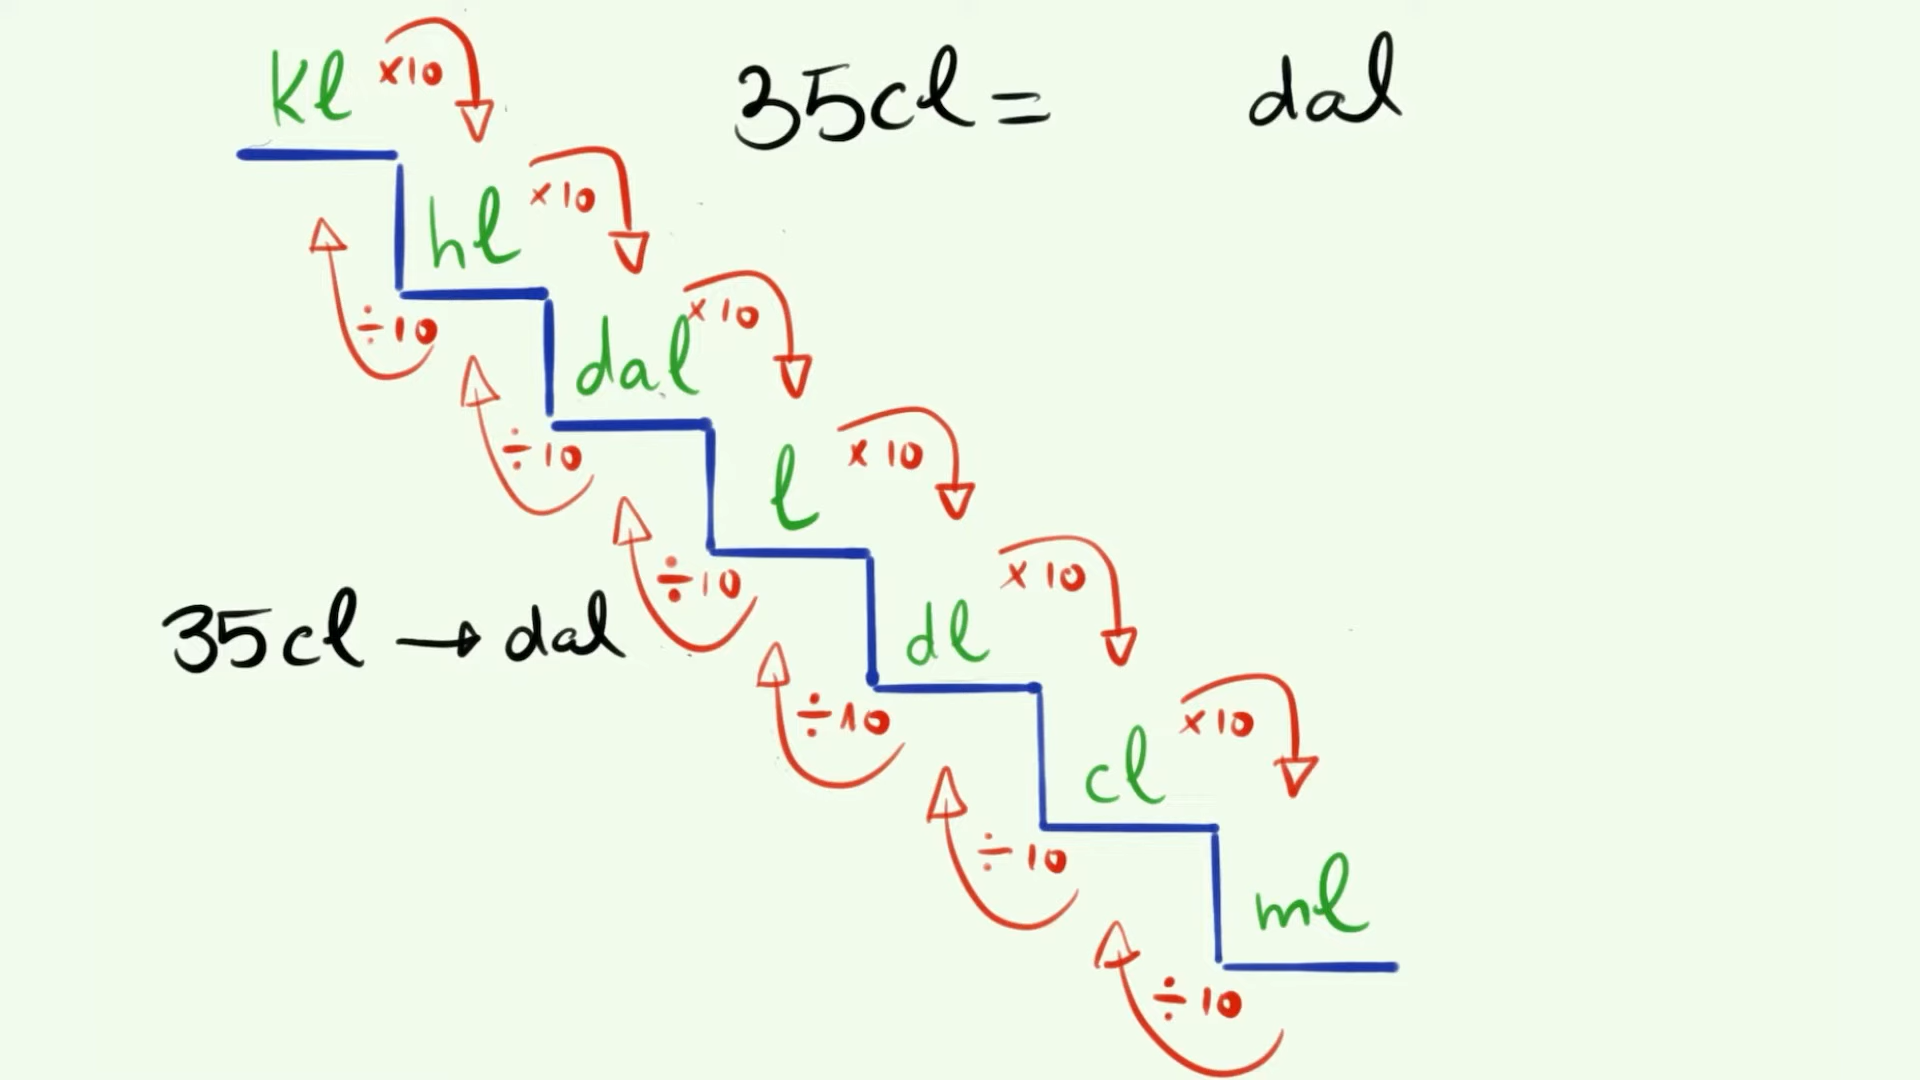 kl ×10
35cl = dal
hl ×10
÷10
dal ×10
÷10
l ×10
÷10
35cl → dal
dl ×10
÷10
cl ×10
÷10
ml
÷10